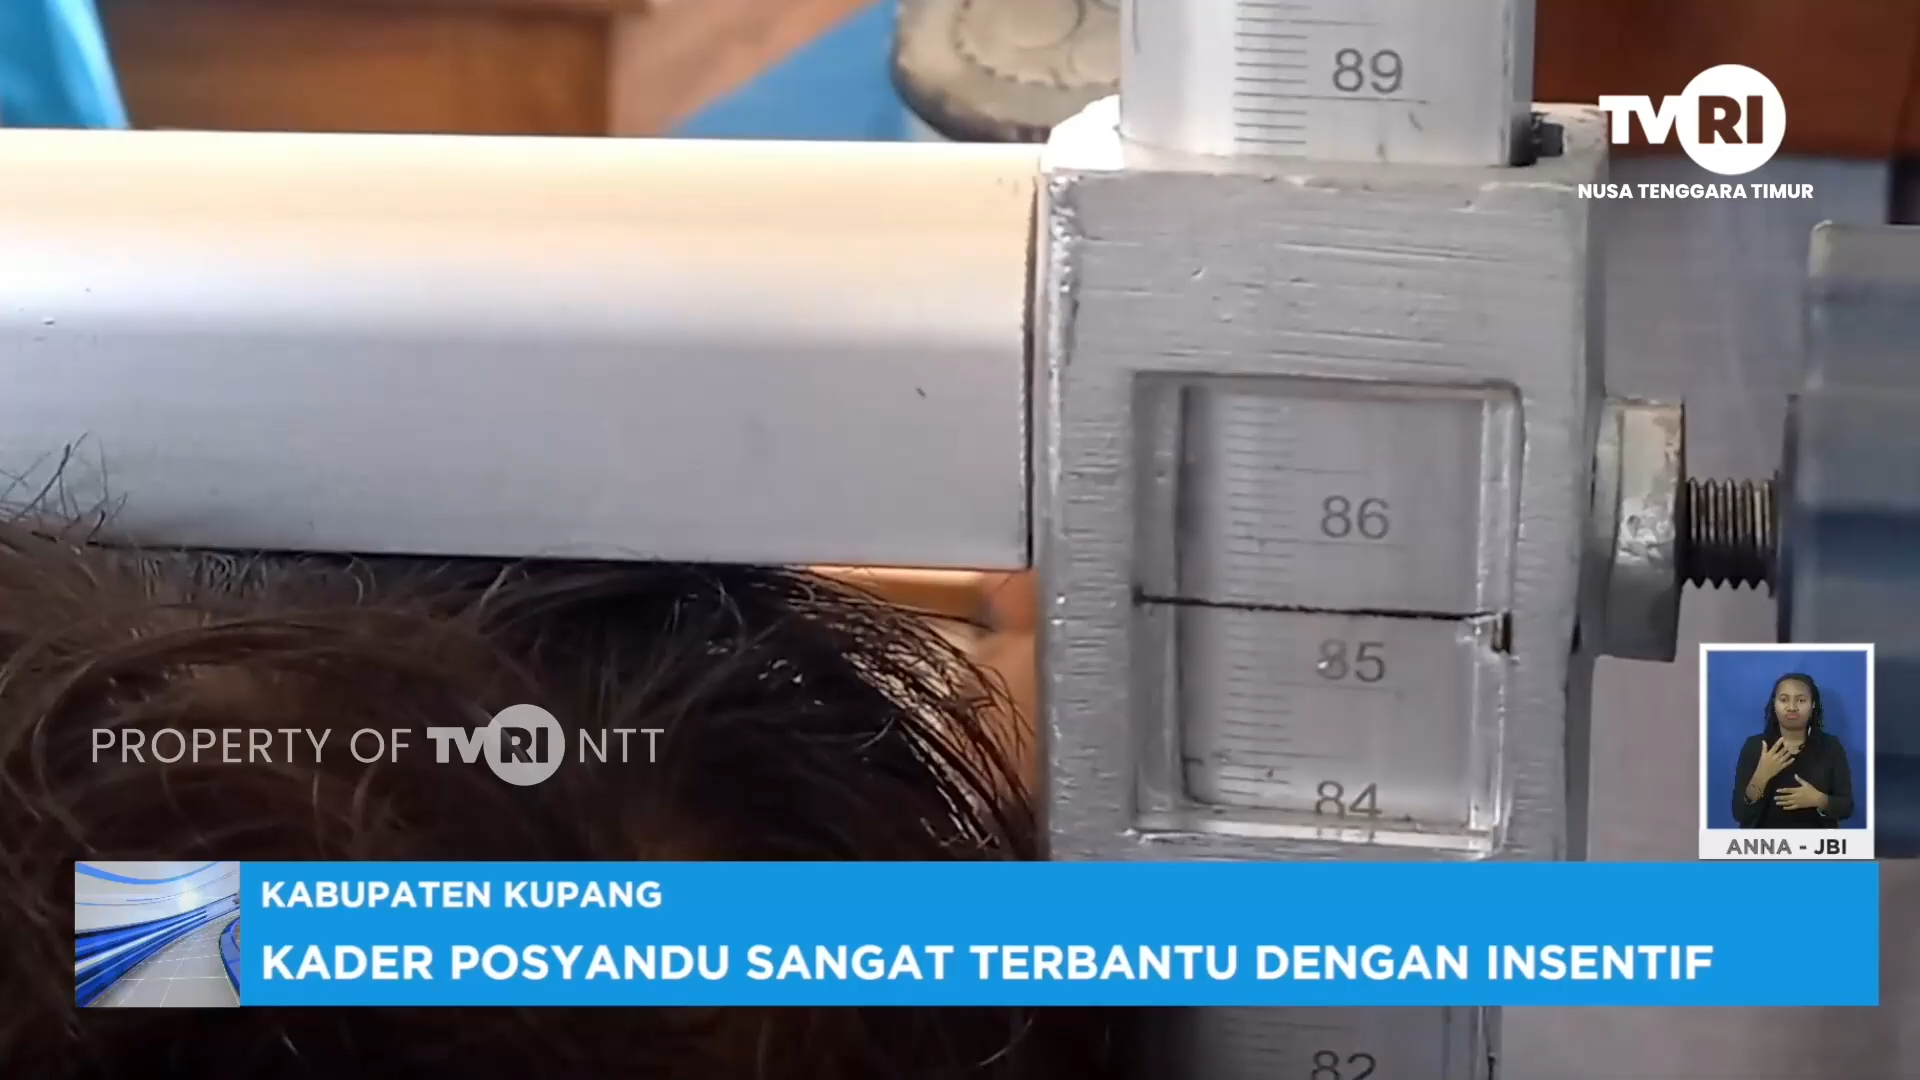 89
TVRI
NUSA TENGGARA TIMUR
86
85
84
PROPERTY OF TVRI NTT
ANNA - JBI
KABUPATEN KUPANG
KADER POSYANDU SANGAT TERBANTU DENGAN INSENTIF
82